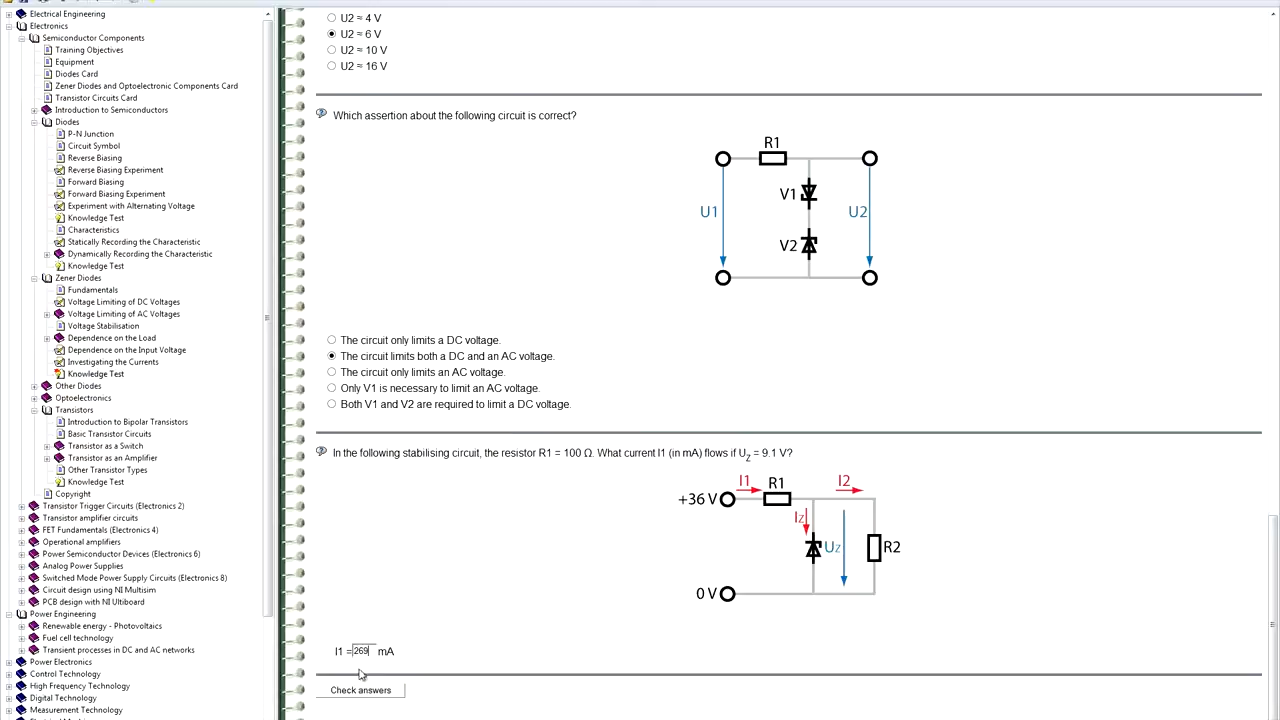 Electrical Engineering
Electronics
Semiconductor Components
Training Objectives
Equipment
Diodes Card
Zener Diodes and Optoelectronic Components Card
Transistor Circuits Card
Introduction to Semiconductors
Diodes
P-N Junction
Circuit Symbol
Reverse Biasing
Reverse Biasing Experiment
Forward Biasing
Forward Biasing Experiment
Experiment with Alternating Voltage
Knowledge Test
Characteristics
Statically Recording the Characteristic
Dynamically Recording the Characteristic
Knowledge Test
Zener Diodes
Fundamentals
Voltage Limiting of DC Voltages
Voltage Limiting of AC Voltages
Voltage Stabilisation
Dependence on the Load
Dependence on the Input Voltage
Investigating the Currents
Knowledge Test
Other Diodes
Optoelectronics
Transistors
Introduction to Bipolar Transistors
Basic Transistor Circuits
Transistor as a Switch
Transistor as an Amplifier
Other Transistor Types
Knowledge Test
Copyright
Transistor Trigger Circuits (Electronics 2)
Transistor amplifier circuits
FET Fundamentals (Electronics 4)
Operational amplifiers
Power Semiconductor Devices (Electronics 6)
Analog Power Supplies
Switched Mode Power Supply Circuits (Electronics 8)
Circuit design using NI Multisim
PCB design with NI Ultiboard
Power Engineering
Renewable energy - Photovoltaics
Fuel cell technology
Transient processes in DC and AC networks
Power Electronics
Control Technology
High Frequency Technology
Digital Technology
Measurement Technology
U2 ≈ 4 V
U2 ≈ 6 V
U2 ≈ 10 V
U2 ≈ 16 V
Which assertion about the following circuit is correct?
R1
V1
U1 U2
V2
The circuit only limits a DC voltage.
The circuit limits both a DC and an AC voltage.
The circuit only limits an AC voltage.
Only V1 is necessary to limit an AC voltage.
Both V1 and V2 are required to limit a DC voltage.
In the following stabilising circuit, the resistor R1 = 100 Ω. What current I1 (in mA) flows if UZ = 9.1 V?
I1 R1 I2
+36 V
IZ
UZ R2
0 V
I1 = 269 mA
Check answers